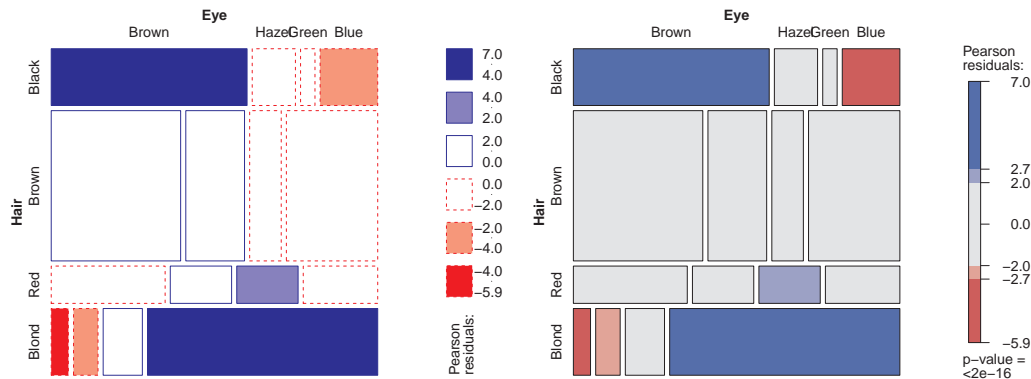 Eye
Brown
Hazel
Green
Blue
Hair
Black
Brown
Red
Blond
7.0
4.0
4.0
2.0
2.0
0.0
0.0
−2.0
−2.0
−4.0
−4.0
−5.9
Pearson
residuals:
Eye
Brown
Hazel
Green
Blue
Hair
Black
Brown
Red
Blond
Pearson
residuals:
7.0
2.7
2.0
0.0
−2.0
−2.7
−5.9
p−value =
<2e−16